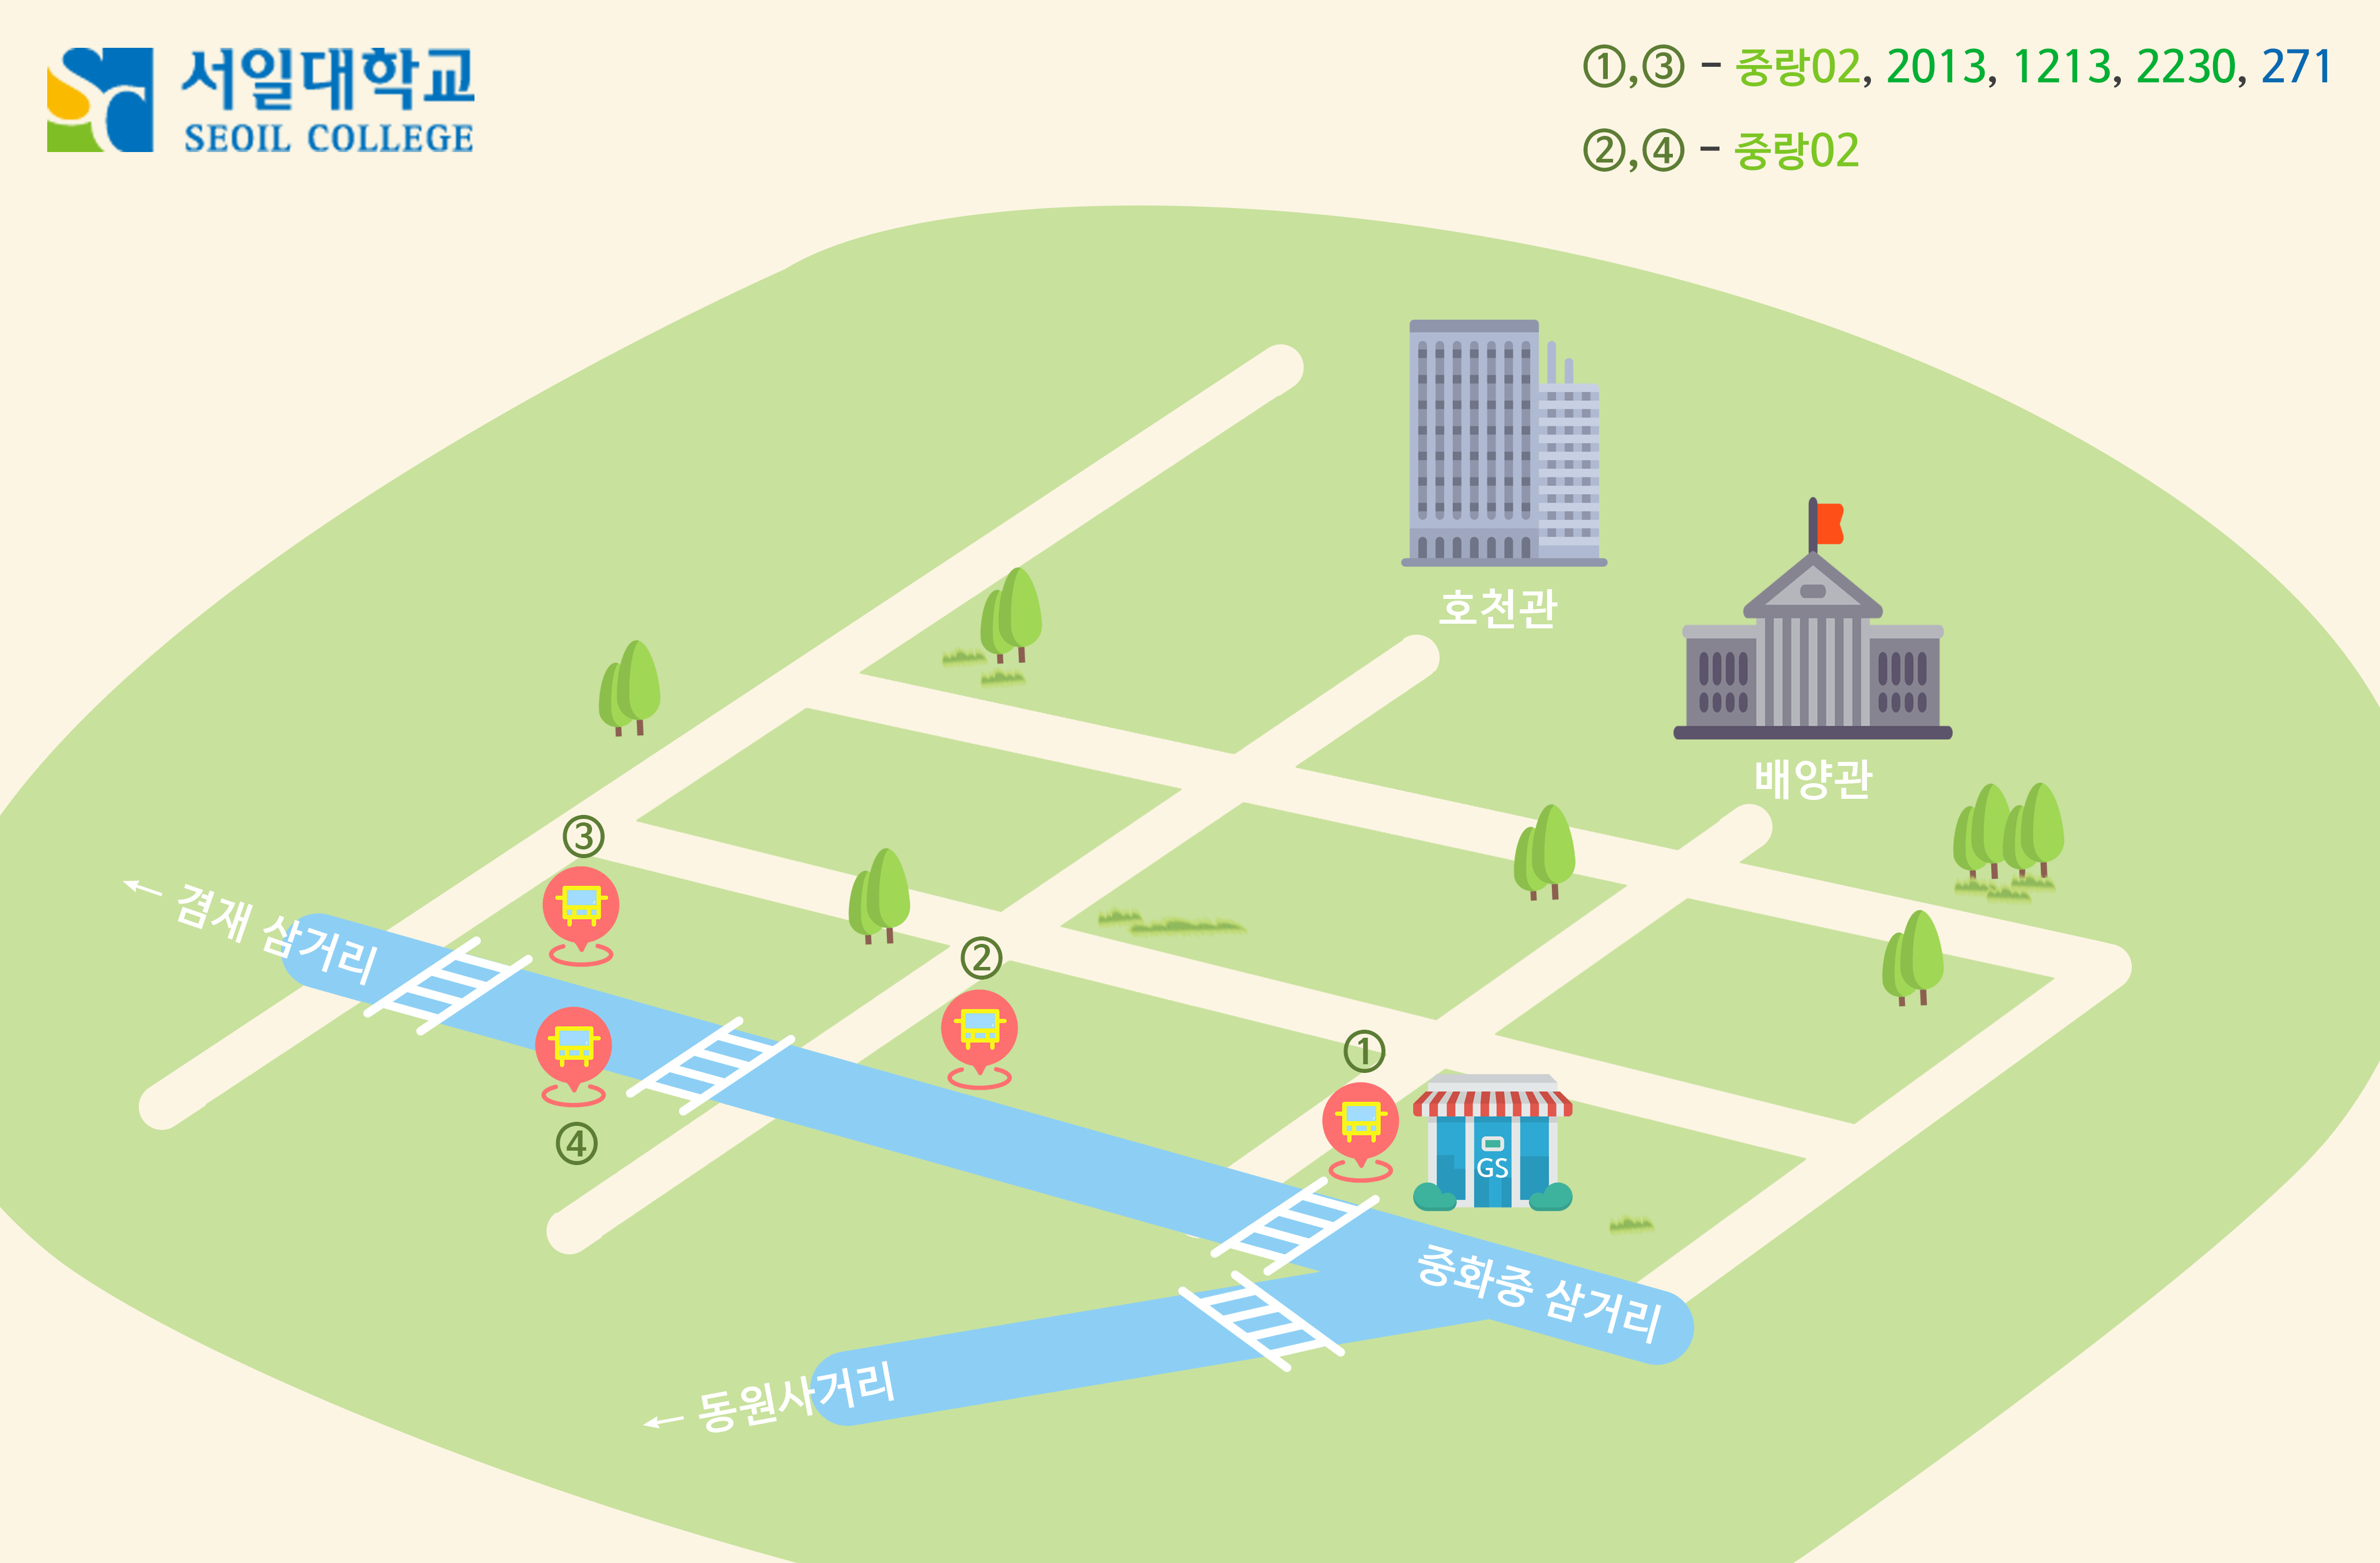 서일대학교
SEOIL COLLEGE
①,③ - 중랑02, 2013, 1213, 2230, 271
②,④ - 중랑02
호천관
배양관
③
← 겸재 삼거리
②
①
④
GS
중화중 삼거리
← 동원사거리